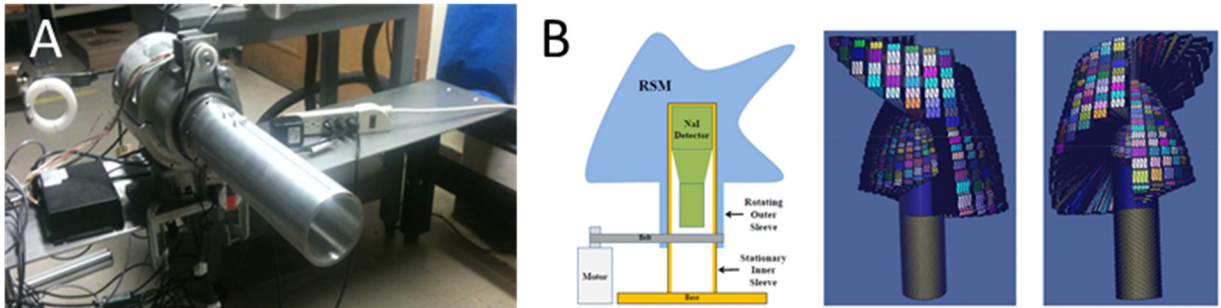 A
B
RSM
NaI
Detector
Rotating
Outer
Sleeve
Belt
Stationary
Inner
Sleeve
Motor
Base